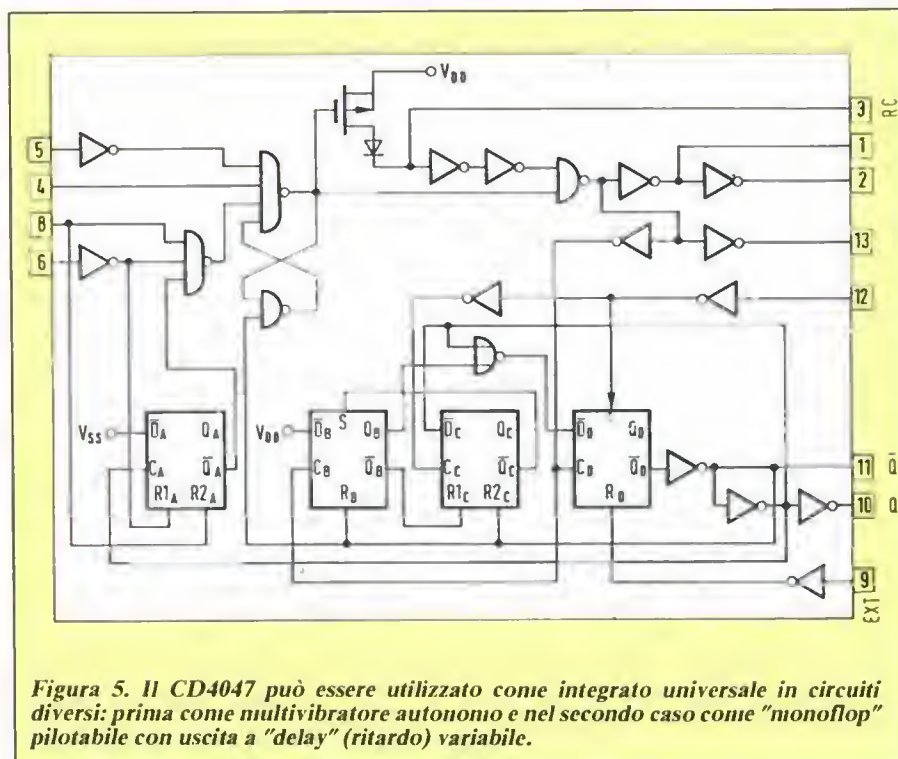 V_DD
3 RC
5
1
4
2
8
6
13
12
V_SS
D̅_A Q_A
C_A Q̅_A
R1_A R2_A
V_DD
D̅_B S Q_B
C_B Q̅_B
R_B
D̅_C Q_C
C_C Q̅_C
R1_C R2_C
D̅_D Q_D
C_D Q̅_D
R_D
11 Q̅
10 Q
9
EXT
Figura 5. Il CD4047 può essere utilizzato come integrato universale in circuiti
diversi: prima come multivibratore autonomo e nel secondo caso come "monoflop"
pilotabile con uscita a "delay" (ritardo) variabile.